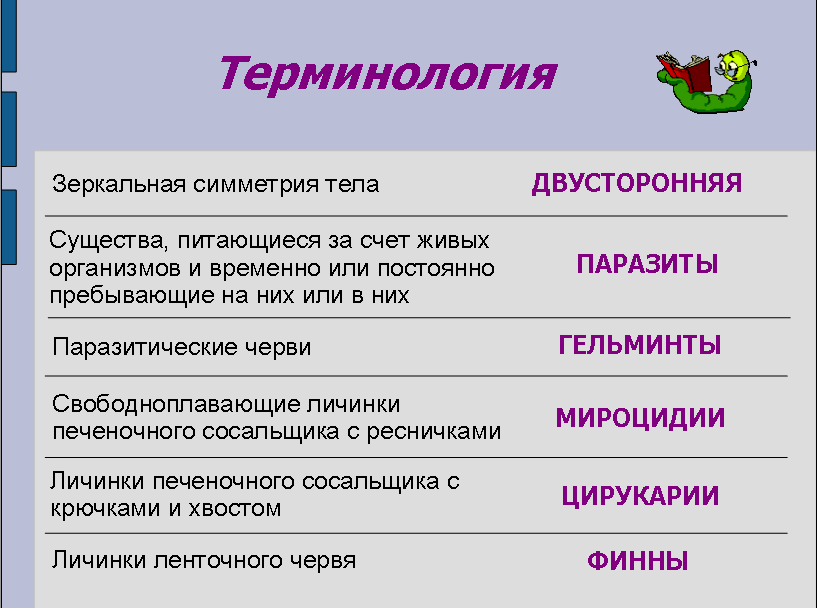 Терминология
Зеркальная симметрия тела
ДВУСТОРОННЯЯ
Существа, питающиеся за счет живых
организмов и временно или постоянно
пребывающие на них или в них
ПАРАЗИТЫ
Паразитические черви
ГЕЛЬМИНТЫ
Свободноплавающие личинки
печеночного сосальщика с ресничками
МИРОЦИДИИ
Личинки печеночного сосальщика с
крючками и хвостом
ЦИРУКАРИИ
Личинки ленточного червя
ФИННЫ